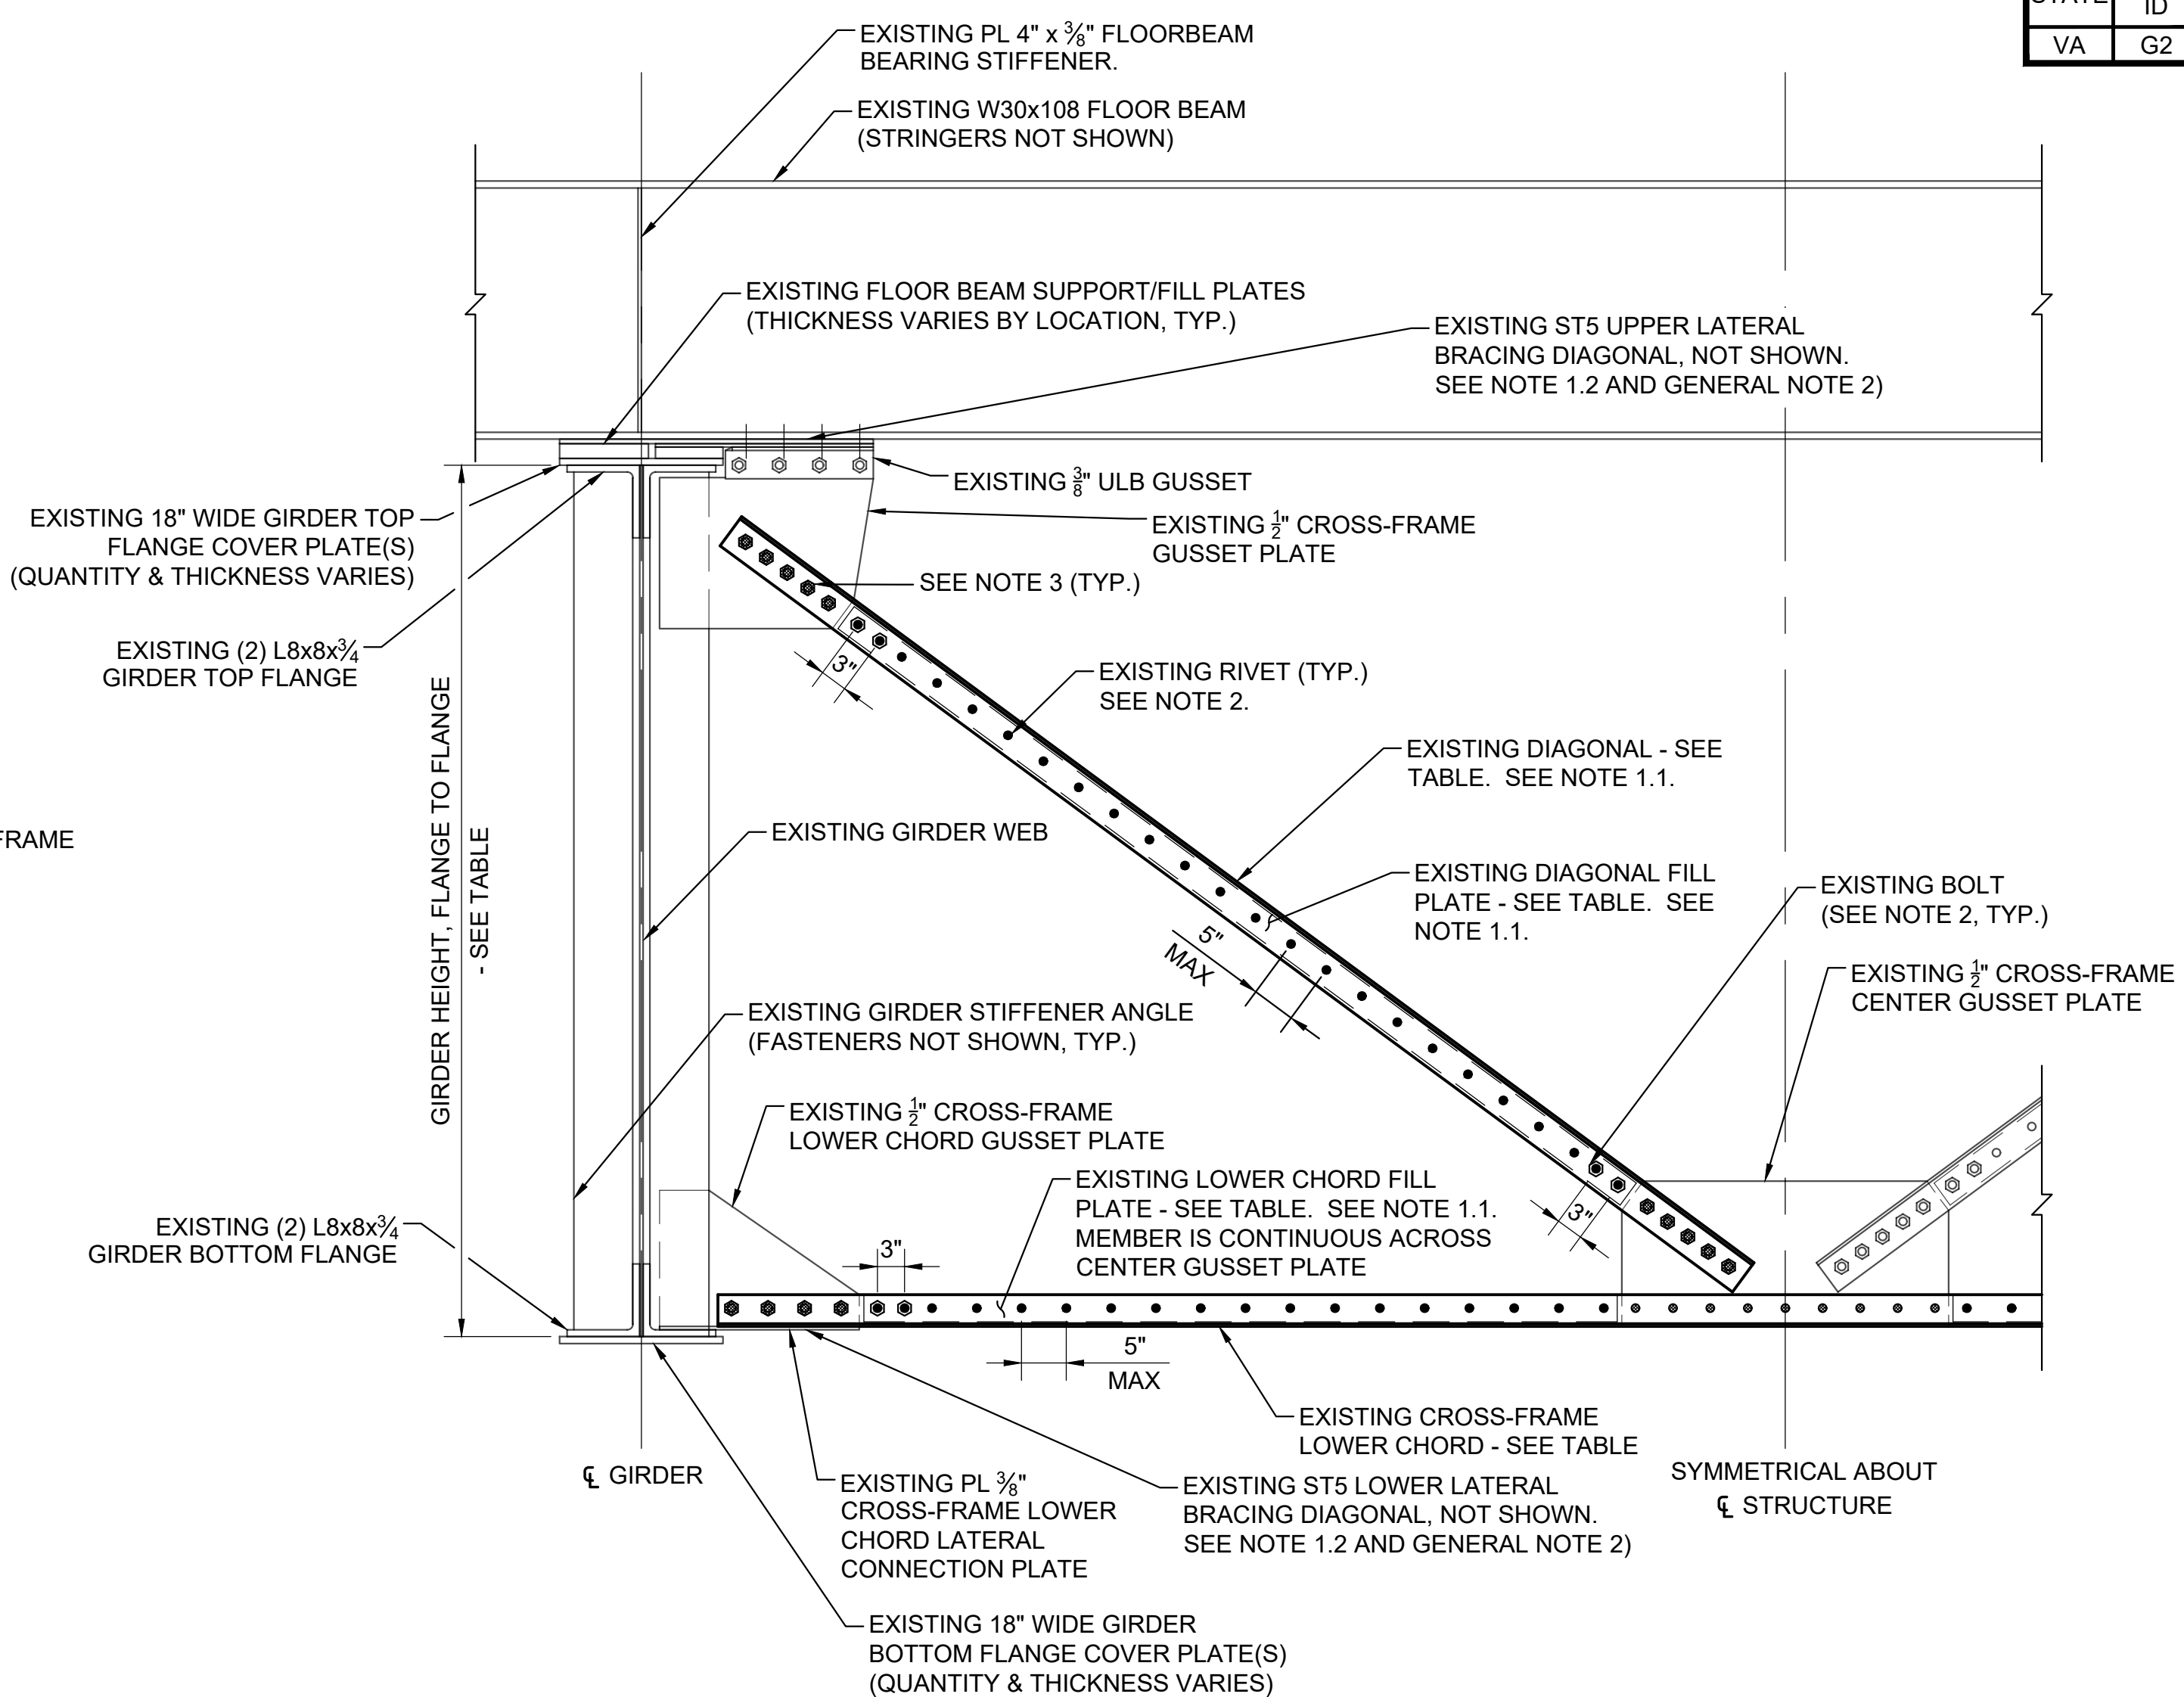 STATE
ID
VA G2
EXISTING PL 4" x 3/8" FLOORBEAM
BEARING STIFFENER.
EXISTING W30x108 FLOOR BEAM
(STRINGERS NOT SHOWN)
EXISTING FLOOR BEAM SUPPORT/FILL PLATES
(THICKNESS VARIES BY LOCATION, TYP.)
EXISTING ST5 UPPER LATERAL
BRACING DIAGONAL, NOT SHOWN.
SEE NOTE 1.2 AND GENERAL NOTE 2)
EXISTING 3/8" ULB GUSSET
EXISTING 18" WIDE GIRDER TOP
FLANGE COVER PLATE(S)
(QUANTITY & THICKNESS VARIES)
EXISTING 1/2" CROSS-FRAME
GUSSET PLATE
SEE NOTE 3 (TYP.)
EXISTING (2) L8x8x3/4
GIRDER TOP FLANGE
3"
EXISTING RIVET (TYP.)
SEE NOTE 2.
EXISTING DIAGONAL - SEE
TABLE. SEE NOTE 1.1.
GIRDER HEIGHT, FLANGE TO FLANGE
- SEE TABLE
FRAME
EXISTING GIRDER WEB
EXISTING DIAGONAL FILL
PLATE - SEE TABLE. SEE
NOTE 1.1.
EXISTING BOLT
(SEE NOTE 2, TYP.)
5"
MAX
EXISTING 1/2" CROSS-FRAME
CENTER GUSSET PLATE
EXISTING GIRDER STIFFENER ANGLE
(FASTENERS NOT SHOWN, TYP.)
EXISTING 1/2" CROSS-FRAME
LOWER CHORD GUSSET PLATE
EXISTING LOWER CHORD FILL
PLATE - SEE TABLE. SEE NOTE 1.1.
MEMBER IS CONTINUOUS ACROSS
CENTER GUSSET PLATE
3"
EXISTING (2) L8x8x3/4
GIRDER BOTTOM FLANGE
3"
5"
MAX
EXISTING CROSS-FRAME
LOWER CHORD - SEE TABLE
℄ GIRDER
EXISTING PL 3/8"
CROSS-FRAME LOWER
CHORD LATERAL
CONNECTION PLATE
EXISTING ST5 LOWER LATERAL
BRACING DIAGONAL, NOT SHOWN.
SEE NOTE 1.2 AND GENERAL NOTE 2)
SYMMETRICAL ABOUT
℄ STRUCTURE
EXISTING 18" WIDE GIRDER
BOTTOM FLANGE COVER PLATE(S)
(QUANTITY & THICKNESS VARIES)